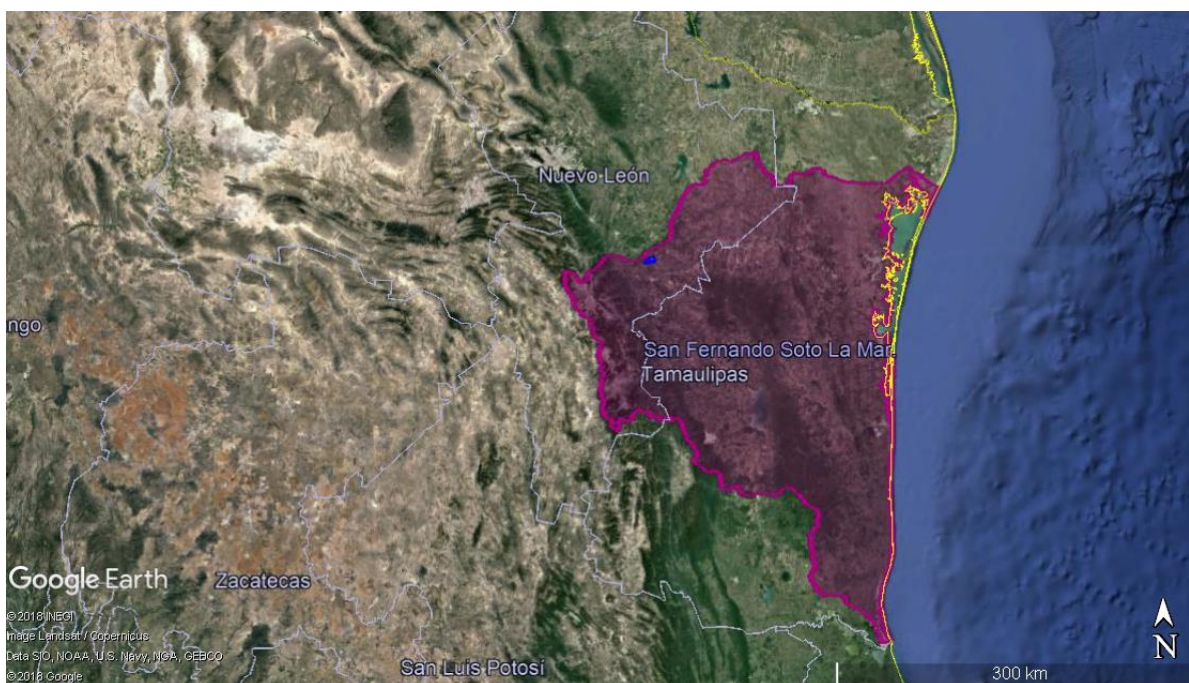 Nuevo León
ngo
San Fernando Soto La Mar
Tamaulipas
Google Earth
Zacatecas
©2018 INEGI
Image Landsat / Copernicus
Data SIO, NOAA, U.S. Navy, NGA, GEBCO
©2018 Google
San Luis Potosí
300 km
N